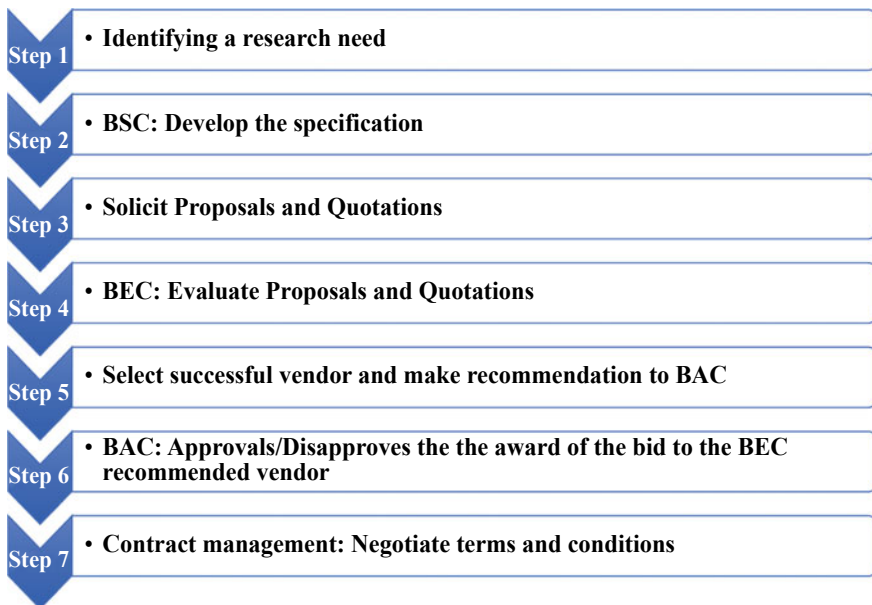 Step 1
• Identifying a research need
Step 2
• BSC: Develop the specification
Step 3
• Solicit Proposals and Quotations
Step 4
• BEC: Evaluate Proposals and Quotations
Step 5
• Select successful vendor and make recommendation to BAC
Step 6
• BAC: Approvals/Disapproves the the award of the bid to the BEC
recommended vendor
Step 7
• Contract management: Negotiate terms and conditions